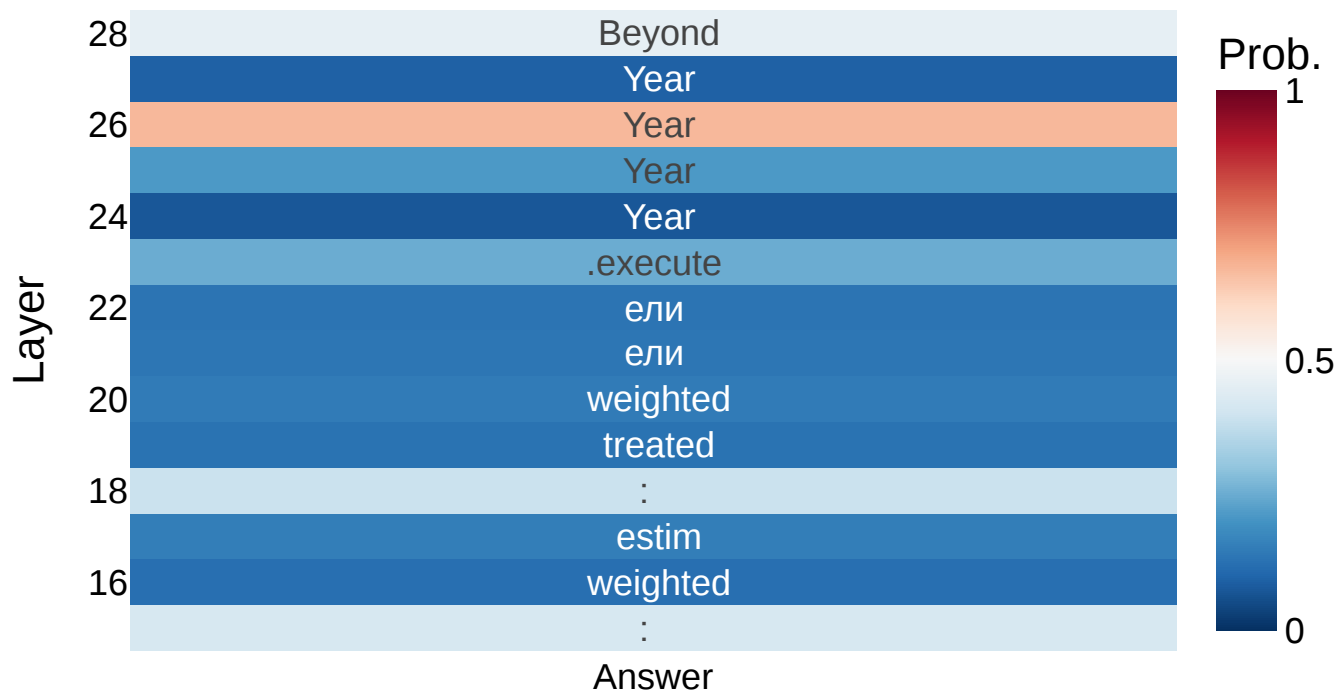 28 Beyond
Prob.
Year
1
26 Year
Year
24 Year
.execute
Layer
22 ели
ели
0.5
20 weighted
treated
18 :
estim
16 weighted
0
:
Answer